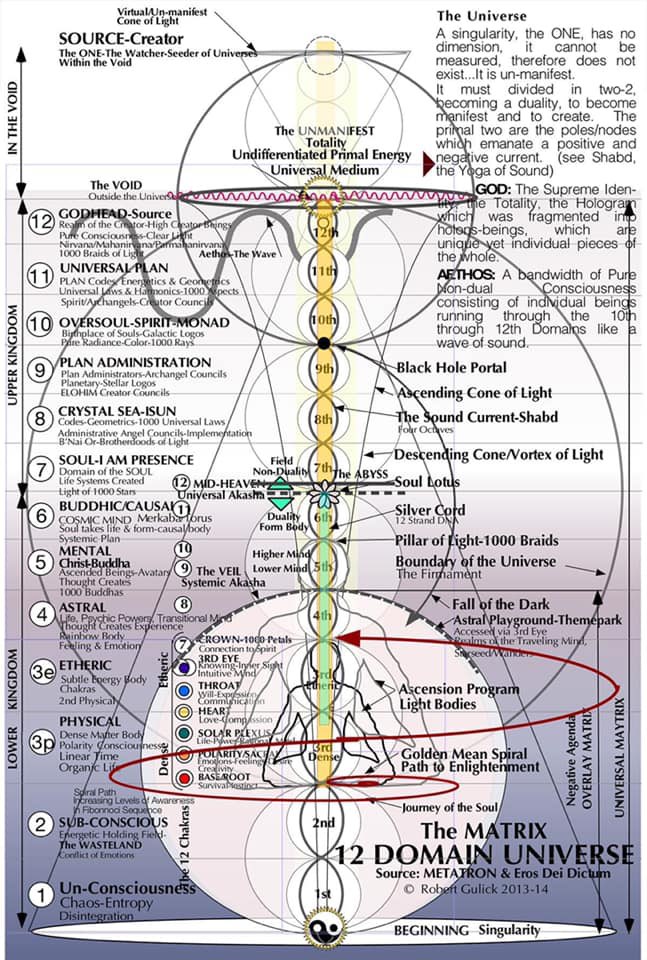 Virtual/Un-manifest
Cone of Light
SOURCE-Creator
The ONE-The Watcher-Seeder of Universes
Within the Void
The Universe
A singularity, the ONE, has no
dimension, it cannot be
measured, therefore does not
exist...It is un-manifest.
It must divided in two-2,
becoming a duality, to become
manifest and to create. The
primal two are the poles/nodes
which emanate a positive and
negative current. (see Shabd,
the Yoga of Sound)
GOD: The Supreme Iden-
tity, the Totality, the Hologram
which was fragmented in
holons-beings, which are
unique yet individual pieces of
the whole.
AETHOS: A bandwidth of Pure
Non-dual Consciousness
consisting of individual beings
running through the 10th
through 12th Domains like a
wave of sound.
IN THE VOID
The UNMANIFEST
Totality
Undifferentiated Primal Energy
Universal Medium
The VOID
Outside the Universe
UPPER KINGDOM
12 GODHEAD-Source
Realm of the Creator-High Creator Beings
Pure Consciousness-Clear Light
Nirvana/Mahanirvana/Parmahanirvana
1000 Braids of Light
Aethos-The Wave
12th
11 UNIVERSAL PLAN
PLAN Codes, Energetics & Geometrics
Universal Laws & Harmonics-1000 Aspects
Spirit/Archangels-Creator Councils
11th
10 OVERSOUL-SPIRIT-MONAD
Birthplace of Souls-Galactic Logos
Pure Radiance-Color-1000 Rays
10th
9 PLAN ADMINISTRATION
Plan Administrators-Archangel Councils
Planetary-Stellar Logos
ELOHIM Creator Councils
9th
Black Hole Portal
Ascending Cone of Light
8 CRYSTAL SEA-ISUN
Codes-Geometrics-1000 Universal Laws
Administrative Angel Councils-Implementation
B'Nai Or-Brotherhoods of Light
8th
The Sound Current-Shabd
Four Octaves
7 SOUL-I AM PRESENCE
Domain of the SOUL
Life Systems Created
Light of 1000 Stars
7th
Descending Cone/Vortex of Light
Field
Non-Duality
The ABYSS
Soul Lotus
12 MID-HEAVEN
Universal Akasha
Duality
Form Body
LOWER KINGDOM
6 BUDDHIC/CAUSAL
COSMIC MIND Merkaba Torus
Soul takes life & form-causal body
Systemic Plan
11
6th
Silver Cord
12 Strand DNA
Pillar of Light-1000 Braids
5 MENTAL
Christ-Buddha
Ascended Beings-Avatars
Thought Creates
1000 Buddhas
10
9
Higher Mind
Lower Mind
5th
The VEIL
Systemic Akasha
Boundary of the Universe
The Firmament
4 ASTRAL
Life, Psychic Powers, Transitional Mind
Thought Creates Experience
Rainbow Body
Feeling & Emotion
8
4th
Fall of the Dark
Astral Playground-Themepark
Accessed via 3rd Eye
Realms of the Traveling Mind,
Starseed/Wanders
7 CROWN-1000 Petals
Connection to Spirit
3e ETHERIC
Subtle Energy Body
Chakras
2nd Physical
Etheric
3RD EYE
Knowing-Inner Sight
Intuitive Mind
THROAT
Will-Expression
Communication
HEART
Love-Compassion
3rd
Etheric
Ascension Program
Light Bodies
3p PHYSICAL
Dense Matter Body
Polarity Consciousness
Linear Time
Organic Life
Dense
SOLAR PLEXUS
Life-Power-Rational Mind
POLARITY/SACRAL
Emotions-Feelings-Desire
Creativity
BASE/ROOT
Survival-Instinct
3rd
Dense
Golden Mean Spiral
Path to Enlightenment
Spiral Path
Increasing Levels of Awareness
In Fibonnoci Sequence
Journey of the Soul
Negative Agenda
OVERLAY MATRIX
UNIVERSAL MAYTRIX
2 SUB-CONSCIOUS
Energetic Holding Field-
The WASTELAND
Conflict of Emotions
The 12 Chakras
2nd
The MATRIX
12 DOMAIN UNIVERSE
Source: METATRON & Eros Dei Dictum
© Robert Gulick 2013-14
1 Un-Consciousness
Chaos-Entropy
Disintegration
1st
BEGINNING Singularity